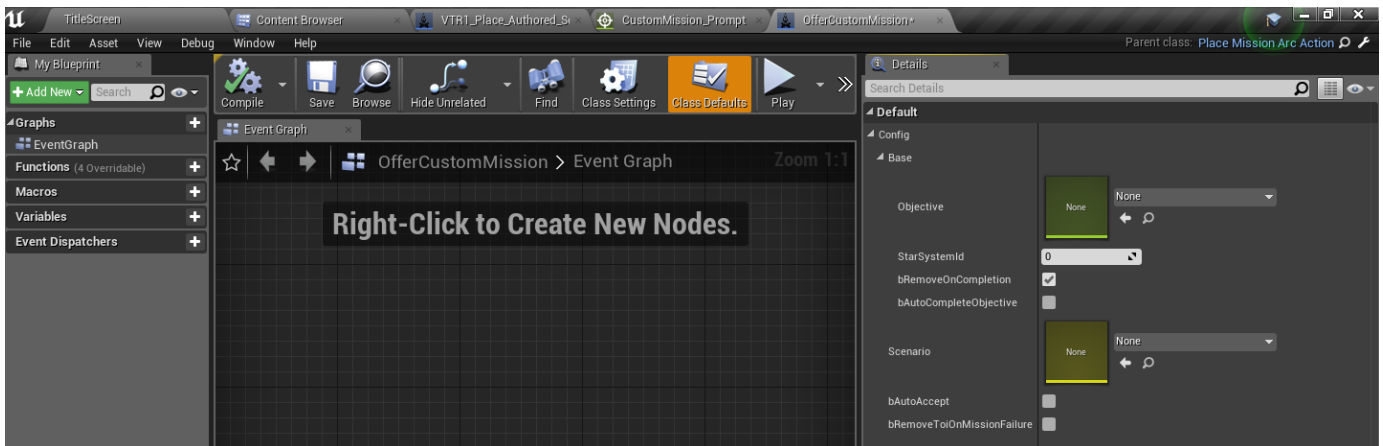 TitleScreen
Content Browser
VTR1_Place_Authored_Sc
CustomMission_Prompt
OfferCustomMission*
File Edit Asset View Debug Window Help
Parent class: Place Mission Arc Action
My Blueprint
Details
+ Add New
Search
Compile
Save
Browse
Hide Unrelated
Find
Class Settings
Class Defaults
Play
Search Details
Graphs
EventGraph
Functions (4 Overridable)
Macros
Variables
Event Dispatchers
Event Graph
OfferCustomMission > Event Graph
Zoom 1:1
Right-Click to Create New Nodes.
Default
Config
Base
Objective
None
None
StarSystemId
0
bRemoveOnCompletion
bAutoCompleteObjective
Scenario
None
None
bAutoAccept
bRemoveToiOnMissionFailure